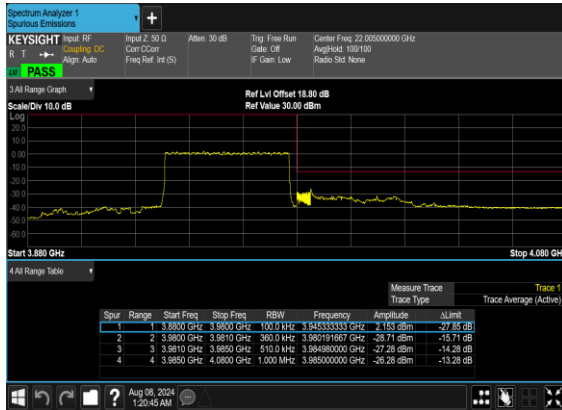 Spectrum Analyzer 1
Spurious Emissions
KEYSIGHT Input: RF Input Z: 50 Ω Atten: 30 dB Trig: Free Run Center Freq: 22.005000000 GHz
R T Coupling: DC Corr CCorr Gate: Off Avg|Hold: 100/100
Align: Auto Freq Ref: Int (S) IF Gain: Low Radio Std: None
PASS
3 All Range Graph
Ref Lvl Offset 18.80 dB
Scale/Div 10.0 dB Ref Value 30.00 dBm
Log
20.0
10.0
0.00
-10.0
-20.0
-30.0
-40.0
-50.0
-60.0
Start 3.880 GHz Stop 4.080 GH
4 All Range Table
Measure Trace Trace 1
Trace Type Trace Average (Active)
Spur Range Start Freq Stop Freq RBW Frequency Amplitude ΔLimit
1 1 3.8800 GHz 3.9800 GHz 100.0 kHz 3.945333333 GHz 2.153 dBm -27.85 dB
2 2 3.9800 GHz 3.9810 GHz 360.0 kHz 3.980191667 GHz -28.71 dBm -15.71 dB
3 3 3.9810 GHz 3.9850 GHz 510.0 kHz 3.984980000 GHz -27.28 dBm -14.28 dB
4 4 3.9850 GHz 4.0800 GHz 1.000 MHz 3.985000000 GHz -26.28 dBm -13.28 dB
Aug 08, 2024
1:20:45 AM